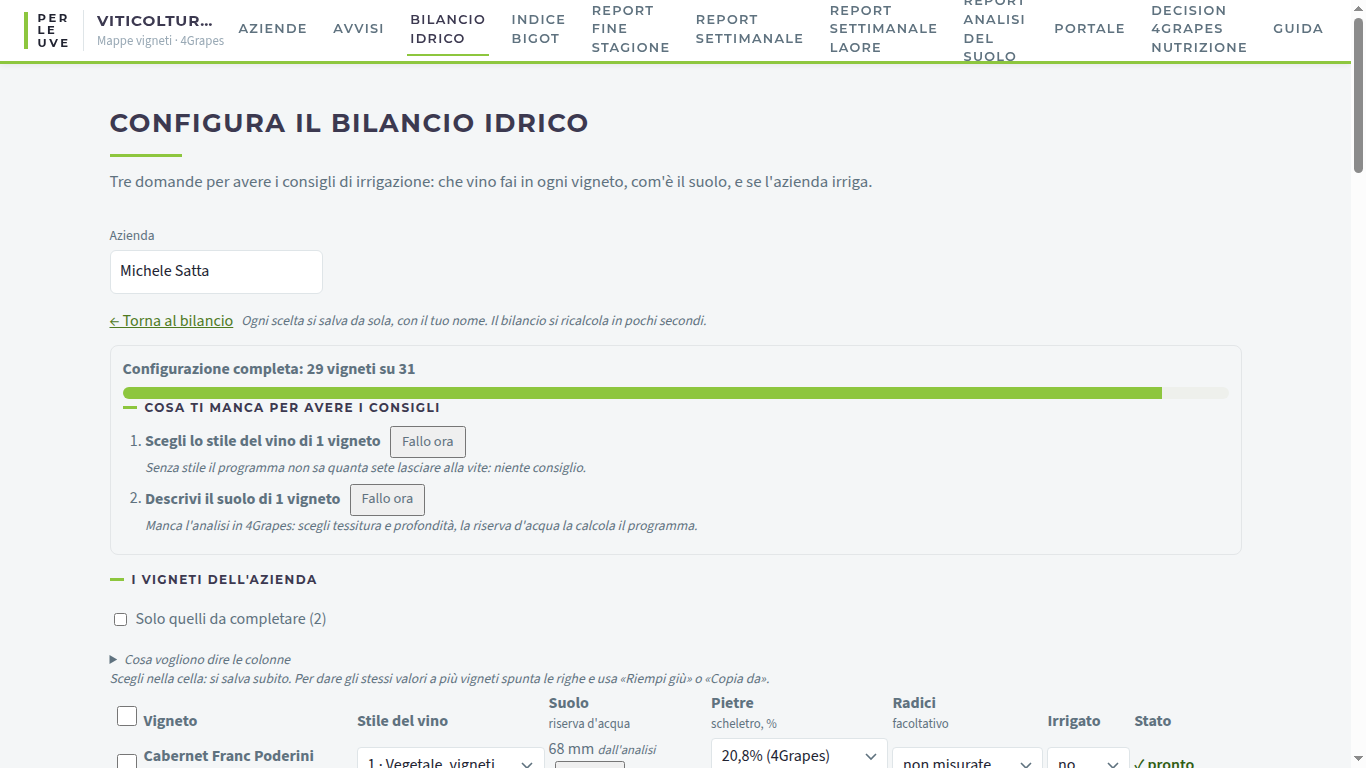 PER
LE
UVE
VITICOLTUR...
Mappe vigneti · 4Grapes
AZIENDE
AVVISI
BILANCIO
IDRICO
INDICE
BIGOT
REPORT
FINE
STAGIONE
REPORT
SETTIMANALE
REPORT
SETTIMANALE
LAORE
REPORT
ANALISI
DEL
SUOLO
PORTALE
DECISION
4GRAPES
NUTRIZIONE
GUIDA
CONFIGURA IL BILANCIO IDRICO
Tre domande per avere i consigli di irrigazione: che vino fai in ogni vigneto, com'è il suolo, e se l'azienda irriga.
Azienda
Michele Satta
← Torna al bilancio Ogni scelta si salva da sola, con il tuo nome. Il bilancio si ricalcola in pochi secondi.
Configurazione completa: 29 vigneti su 31
COSA TI MANCA PER AVERE I CONSIGLI
1. Scegli lo stile del vino di 1 vigneto Fallo ora
Senza stile il programma non sa quanta sete lasciare alla vite: niente consiglio.
2. Descrivi il suolo di 1 vigneto Fallo ora
Manca l'analisi in 4Grapes: scegli tessitura e profondità, la riserva d'acqua la calcola il programma.
I VIGNETI DELL'AZIENDA
Solo quelli da completare (2)
Cosa vogliono dire le colonne
Scegli nella cella: si salva subito. Per dare gli stessi valori a più vigneti spunta le righe e usa «Riempi giù» o «Copia da».
Vigneto
Stile del vino
Suolo
riserva d'acqua
Pietre
scheletro, %
Radici
facoltativo
Irrigato
Stato
Cabernet Franc Poderini
1 · Vegetale, vigneti
68 mm dall'analisi
20,8% (4Grapes)
non misurate
no
✓ pronto